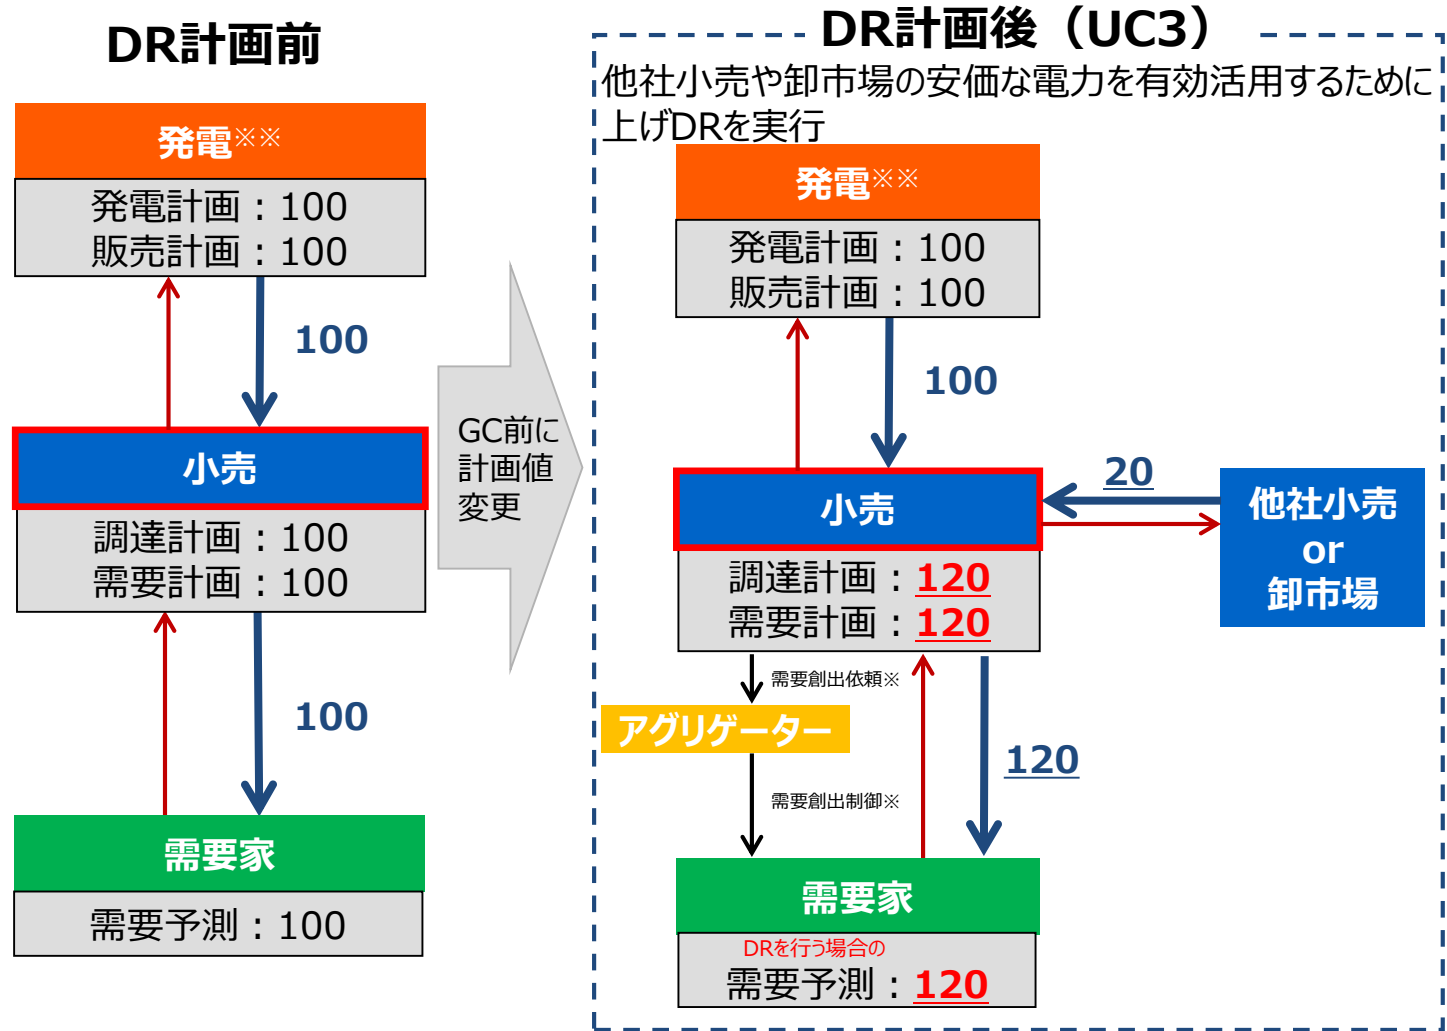 DR計画前
発電※※
発電計画：100
販売計画：100
100
小売
調達計画：100
需要計画：100
100
需要家
需要予測：100
GC前に
計画値
変更
DR計画後（UC3）
他社小売や卸市場の安価な電力を有効活用するために
上げDRを実行
発電※※
発電計画：100
販売計画：100
100
小売
調達計画：120
需要計画：120
20
他社小売
or
卸市場
需要創出依頼※
アグリゲーター
需要創出制御※
120
需要家
DRを行う場合の
需要予測：120